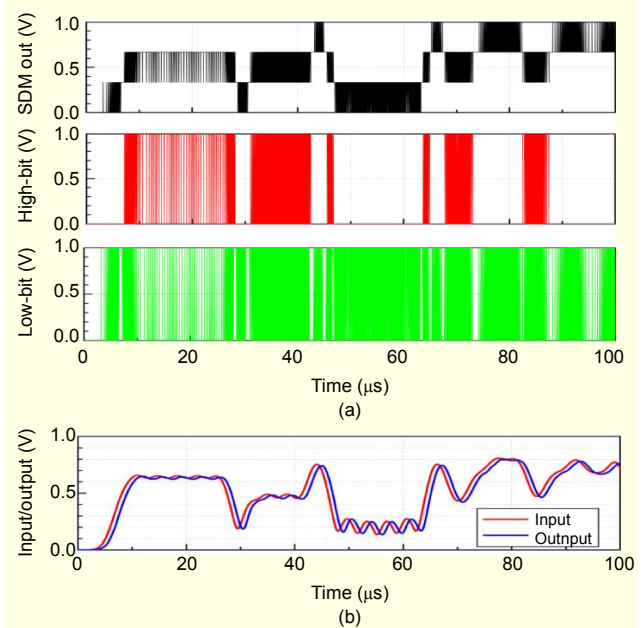 SDM out (V)
1.0
0.5
0.0
High-bit (V)
1.0
0.5
0.0
Low-bit (V)
1.0
0.5
0.0
0 20 40 60 80 100
Time (μs)
(a)
Input/output (V)
1.0
0.5
0.0
Input
Outnput
0 20 40 60 80 100
Time (μs)
(b)